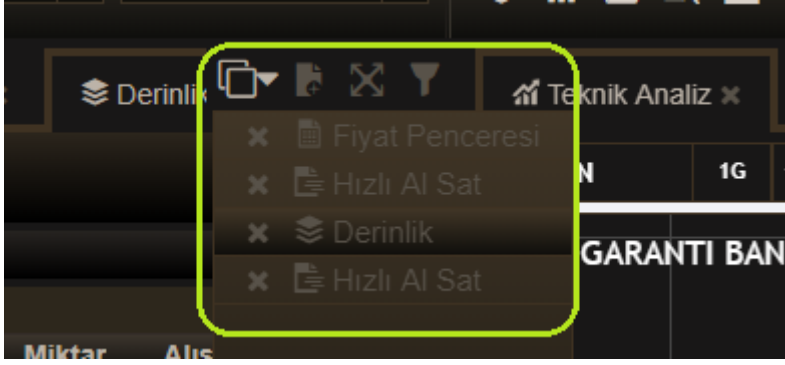 Derinlik
Teknik Analiz
Fiyat Penceresi
Hızlı Al Sat
1G
Derinlik
GARANTI BAN
Hızlı Al Sat
Miktar Alış